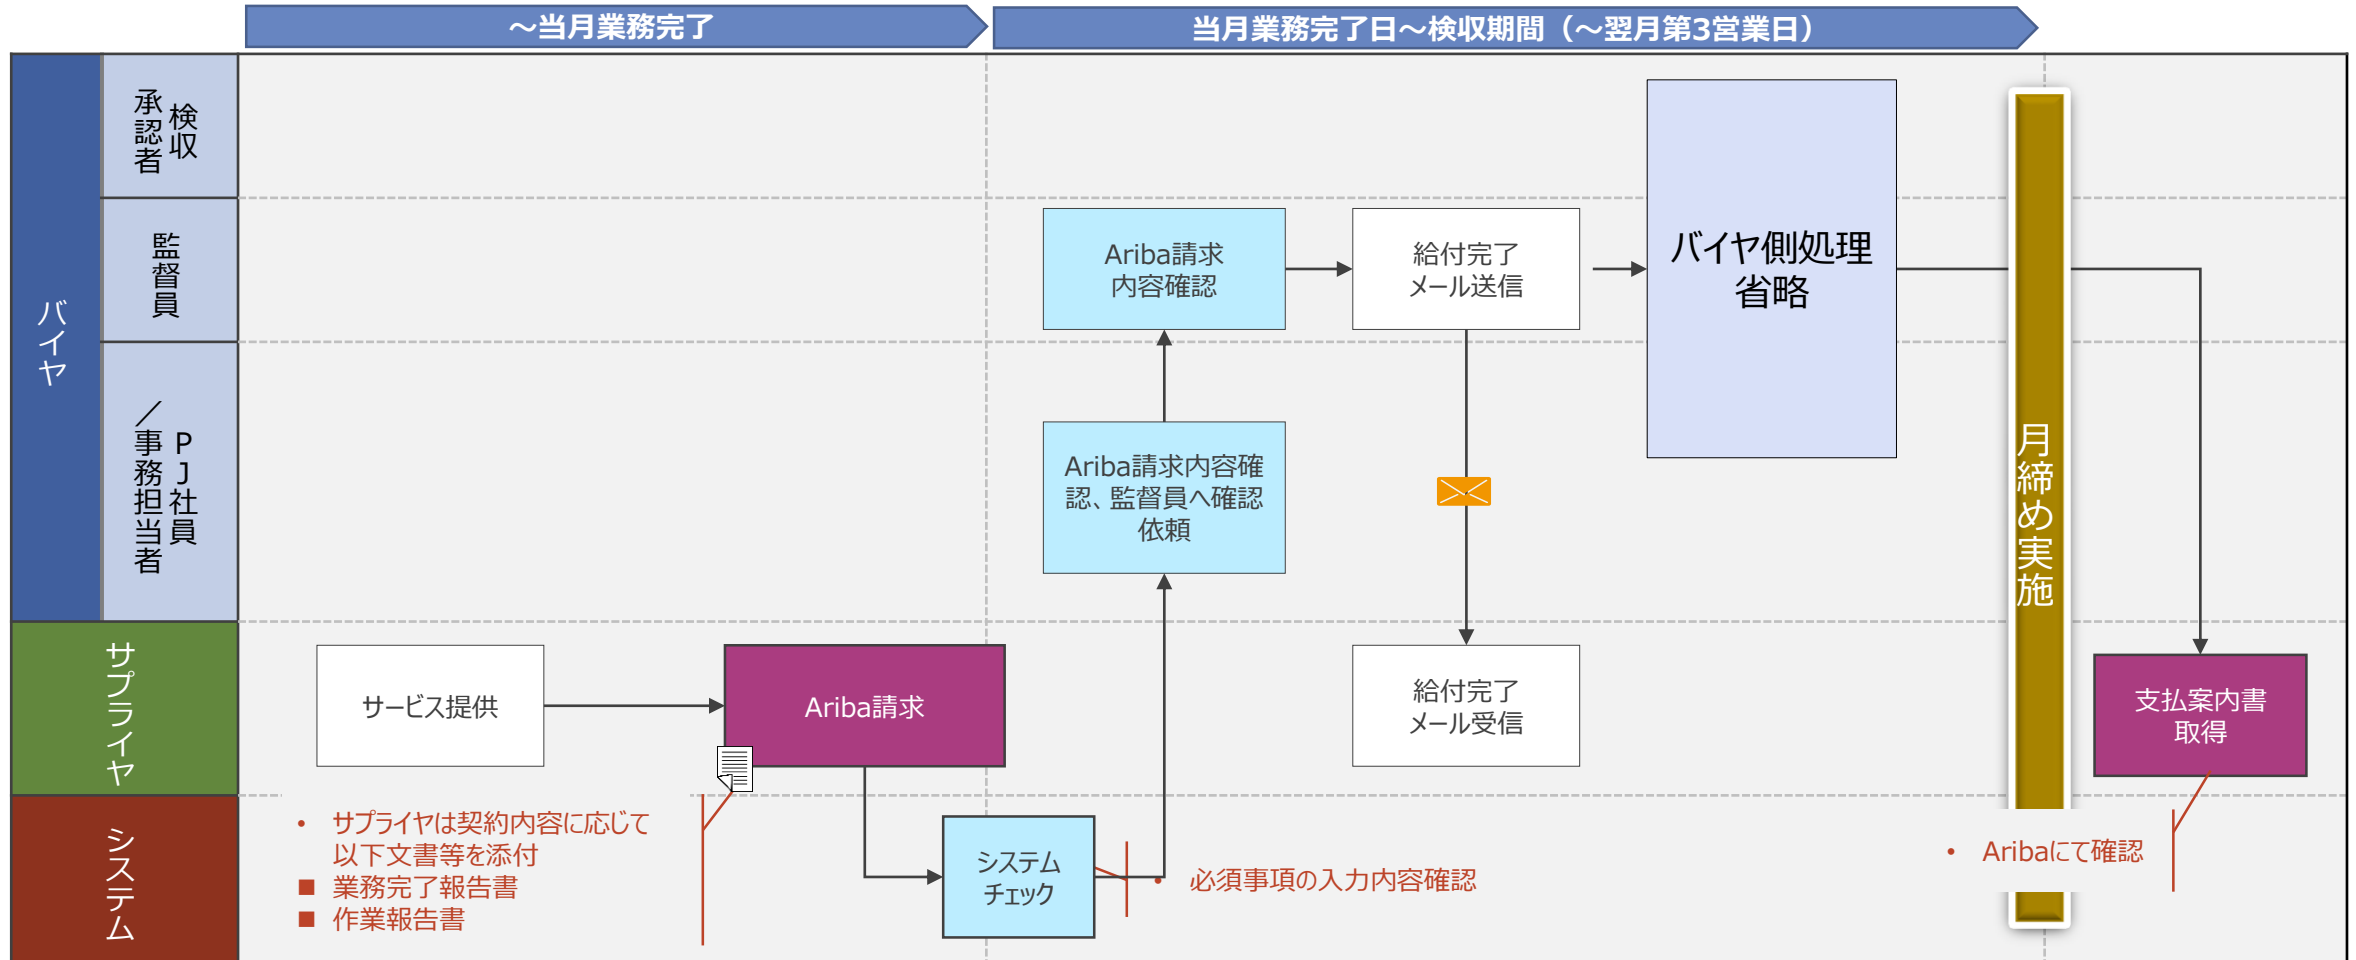 ～当月業務完了
当月業務完了日～検収期間（～翌月第3営業日）
バイヤ
検収
承認者
監督員
PJ社員
／事務担当者
サプライヤ
システム
Ariba請求
内容確認
給付完了
メール送信
バイヤ側処理
省略
Ariba請求内容確
認、監督員へ確認
依頼
月締め実施
サービス提供
Ariba請求
給付完了
メール受信
支払案内書
取得
• サプライヤは契約内容に応じて
以下文書等を添付
■ 業務完了報告書
■ 作業報告書
システム
チェック
• 必須事項の入力内容確認
• Aribaにて確認